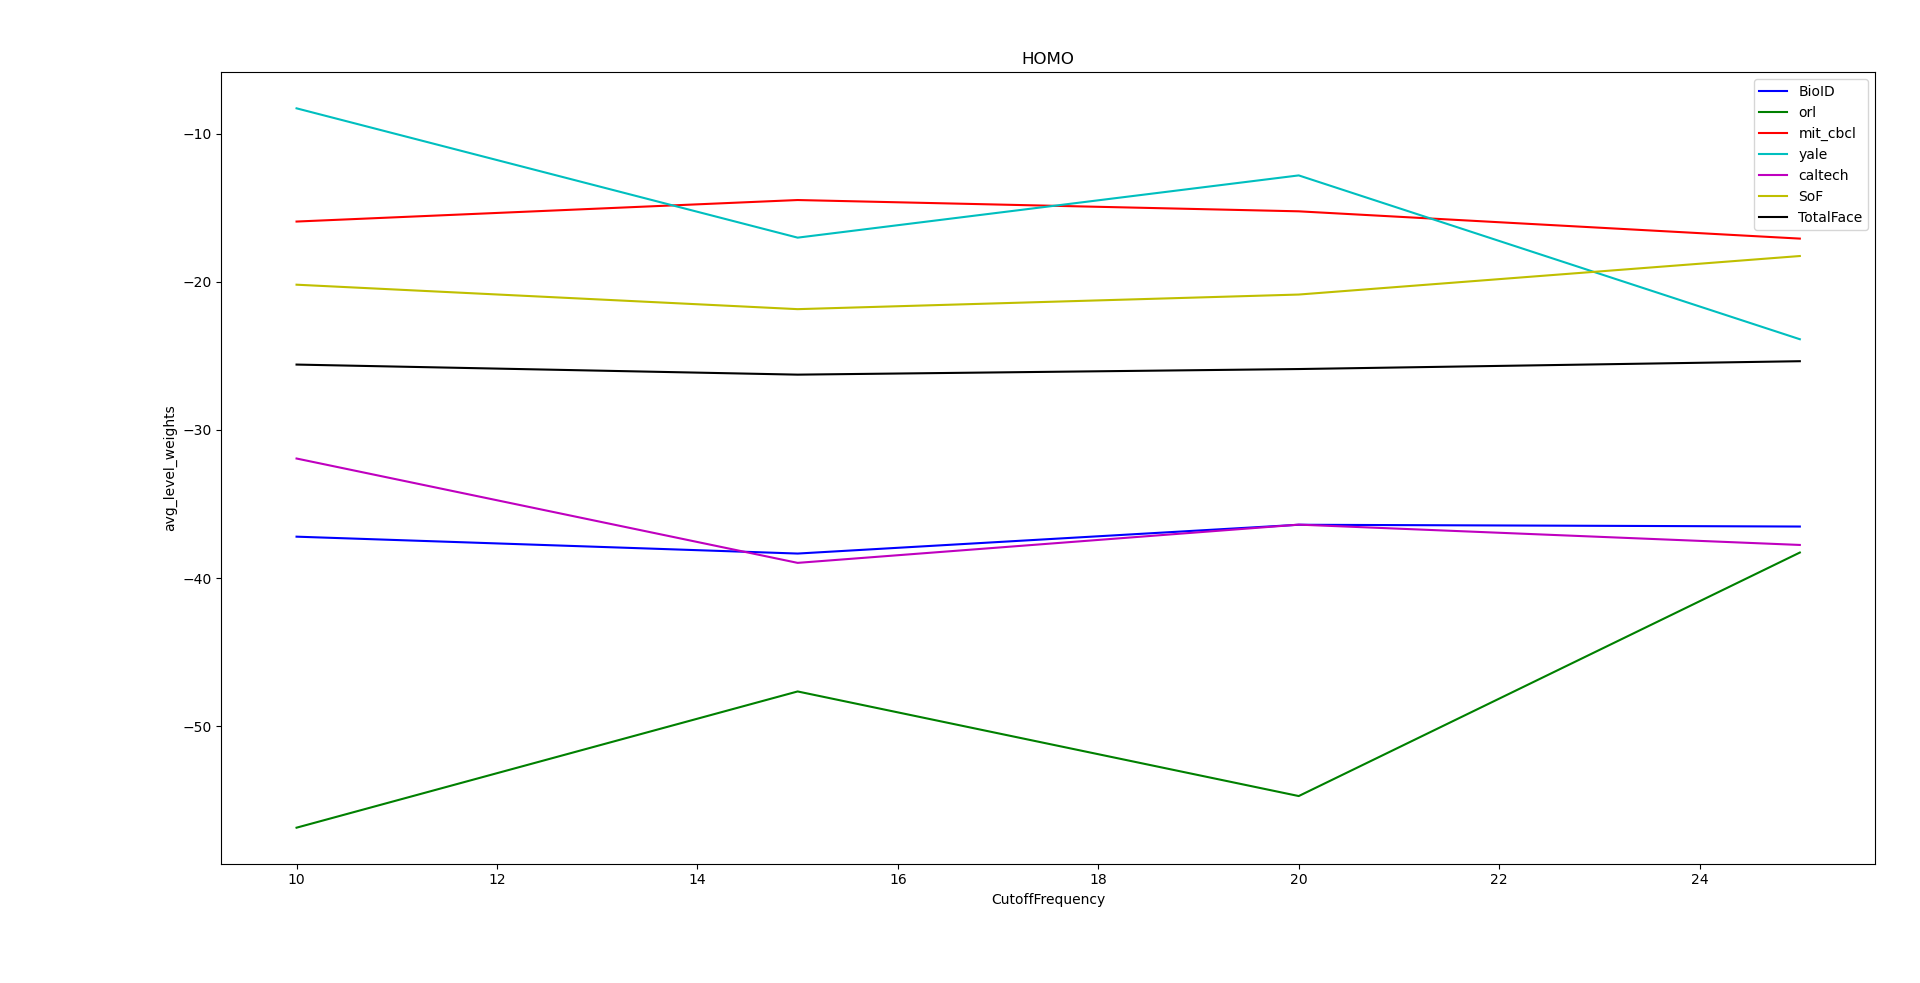 HOMO
BioID
orl
mit_cbcl
yale
caltech
SoF
TotalFace
avg_level_weights
−10
−20
−30
−40
−50
10 12 14 16 18 20 22 24
CutoffFrequency